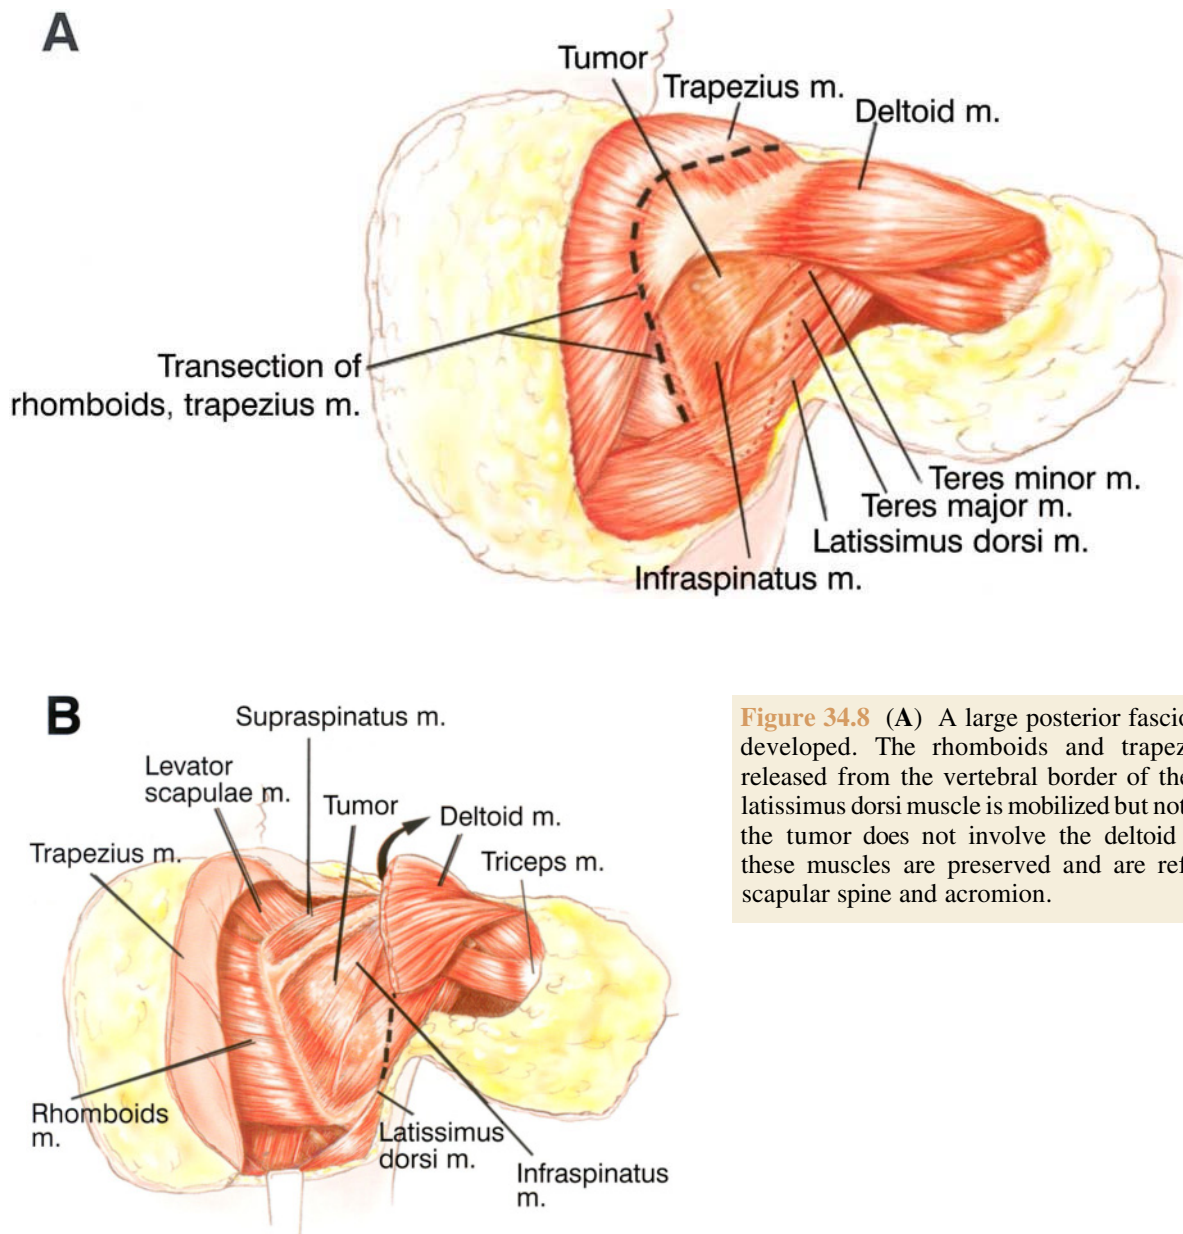 A
Tumor
Trapezius m.
Deltoid m.
Transection of
rhomboids, trapezius m.
Teres minor m.
Teres major m.
Latissimus dorsi m.
Infraspinatus m.
B
Supraspinatus m.
Levator
scapulae m.
Tumor
Deltoid m.
Trapezius m.
Triceps m.
Rhomboids
m.
Latissimus
dorsi m.
Infraspinatus
m.
Figure 34.8 (A) A large posterior fascio
developed. The rhomboids and trapez
released from the vertebral border of the
latissimus dorsi muscle is mobilized but not
the tumor does not involve the deltoid
these muscles are preserved and are ref
scapular spine and acromion.